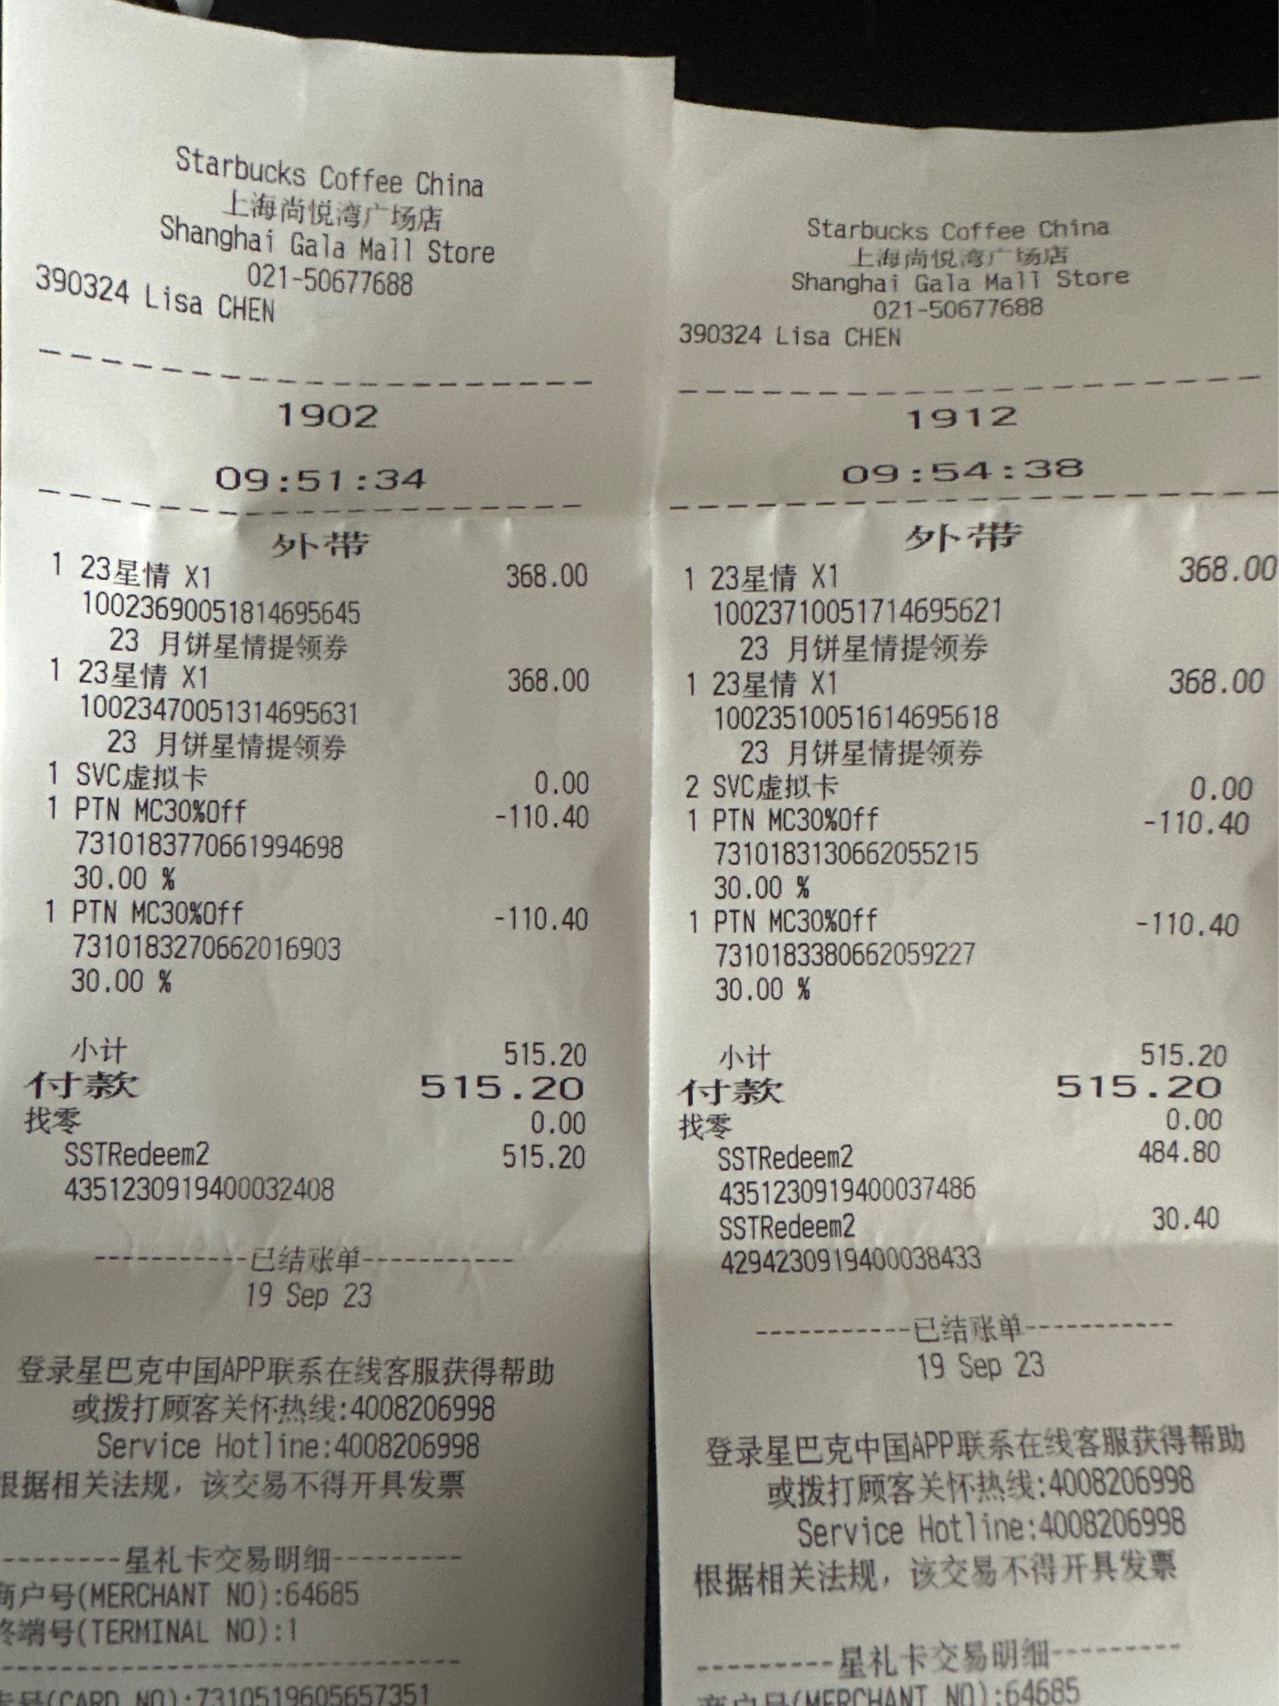 Starbucks Coffee China
上海尚悦湾广场店
Shanghai Gala Mall Store
021-50677688
390324 Lisa CHEN
1902
09:51:34
外带
1 23星情 X1 368.00
10023690051814695645
23 月饼星情提领券
1 23星情 X1 368.00
10023470051314695631
23 月饼星情提领券
1 SVC虚拟卡 0.00
1 PTN MC30%Off -110.40
7310183770661994698
30.00 %
1 PTN MC30%Off -110.40
7310183270662016903
30.00 %
小计 515.20
付款 515.20
找零 0.00
SSTRedeem2 515.20
4351230919400032408
-----------已结账单-----------
19 Sep 23
登录星巴克中国APP联系在线客服获得帮助
或拨打顾客关怀热线:4008206998
Service Hotline:4008206998
根据相关法规，该交易不得开具发票
---------星礼卡交易明细---------
商户号(MERCHANT NO):64685
终端号(TERMINAL NO):1
卡号(CARD NO):7310519605657351
Starbucks Coffee China
上海尚悦湾广场店
Shanghai Gala Mall Store
021-50677688
390324 Lisa CHEN
1912
09:54:38
外带
1 23星情 X1 368.00
10023710051714695621
23 月饼星情提领券
1 23星情 X1 368.00
10023510051614695618
23 月饼星情提领券
2 SVC虚拟卡 0.00
1 PTN MC30%Off -110.40
7310183130662055215
30.00 %
1 PTN MC30%Off -110.40
7310183380662059227
30.00 %
小计 515.20
付款 515.20
找零 0.00
SSTRedeem2 484.80
4351230919400037486
SSTRedeem2 30.40
4294230919400038433
-----------已结账单-----------
19 Sep 23
登录星巴克中国APP联系在线客服获得帮助
或拨打顾客关怀热线:4008206998
Service Hotline:4008206998
根据相关法规，该交易不得开具发票
---------星礼卡交易明细---------
商户号(MERCHANT NO):64685